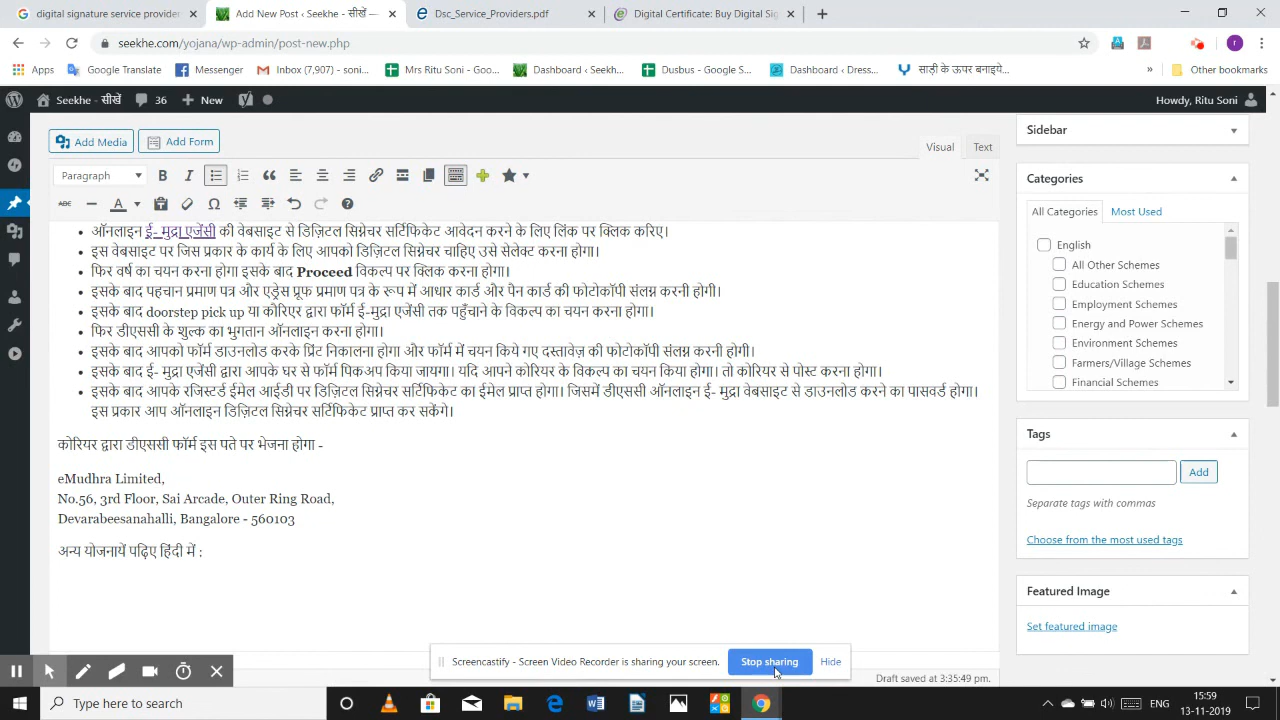 digital signature service provider
Add New Post ‹ Seekhe - सीखें —
Dsc_Service_Providers.pdf
Digital Certificate: Buy Digital Sig
seekhe.com/yojana/wp-admin/post-new.php
Apps
Google Translate
Messenger
Inbox (7,907) - soni...
Mrs Ritu Soni - Goo...
Dashboard ‹ Seekh...
Dusbus - Google S...
Dashboard ‹ Dress...
साड़ी के ऊपर बनाइये...
» Other bookmarks
Seekhe - सीखें 36 New
Howdy, Ritu Soni
Add Media Add Form
Visual Text
Paragraph
ऑनलाइन ई- मुद्रा एजेंसी की वेबसाइट से डिज़िटल सिग्नेचर सर्टिफिकेट आवेदन करने के लिए लिंक पर क्लिक करिए।
इस वेबसाइट पर जिस प्रकार के कार्य के लिए आपको डिज़िटल सिग्नेचर चाहिए उसे सेलेक्ट करना होगा।
फिर वर्ष का चयन करना होगा इसके बाद Proceed विकल्प पर क्लिक करना होगा।
इसके बाद पहचान प्रमाण पत्र और एड्रेस प्रूफ प्रमाण पत्र के रूप में आधार कार्ड और पैन कार्ड की फोटोकॉपी संलग्न करनी होगी।
इसके बाद doorstep pick up या कौरिएर द्वारा फॉर्म ई-मुद्रा एजेंसी तक पहुँचाने के विकल्प का चयन करना होगा।
फिर डीएससी के शुल्क का भुगतान ऑनलाइन करना होगा।
इसके बाद आपको फॉर्म डाउनलोड करके प्रिंट निकालना होगा और फॉर्म में चयन किये गए दस्तावेज़ की फोटोकॉपी संलग्न करनी होगी।
इसके बाद ई- मुद्रा एजेंसी द्वारा आपके घर से फॉर्म पिकअप किया जायगा। यदि आपने कोरियर के विकल्प का चयन किया होगा। तो कोरियर से पोस्ट करना होगा।
इसके बाद आपके रजिस्टर्ड ईमेल आईडी पर डिज़िटल सिग्नेचर सर्टिफिकेट का ईमेल प्राप्त होगा। जिसमें डीएससी ऑनलाइन ई- मुद्रा वेबसाइट से डाउनलोड करने का पासवर्ड होगा।
इस प्रकार आप ऑनलाइन डिज़िटल सिग्नेचर सर्टिफिकेट प्राप्त कर सकेंगे।
कोरियर द्वारा डीएससी फॉर्म इस पते पर भेजना होगा -
eMudhra Limited,
No.56, 3rd Floor, Sai Arcade, Outer Ring Road,
Devarabeesanahalli, Bangalore - 560103
अन्य योजनायें पढ़िए हिंदी में :
Sidebar
Categories
All Categories Most Used
English
All Other Schemes
Education Schemes
Employment Schemes
Energy and Power Schemes
Environment Schemes
Farmers/Village Schemes
Financial Schemes
Tags
Add
Separate tags with commas
Choose from the most used tags
Featured Image
Set featured image
Screencastify - Screen Video Recorder is sharing your screen. Stop sharing Hide
Draft saved at 3:35:49 pm.
Type here to search
ENG
15:59
13-11-2019